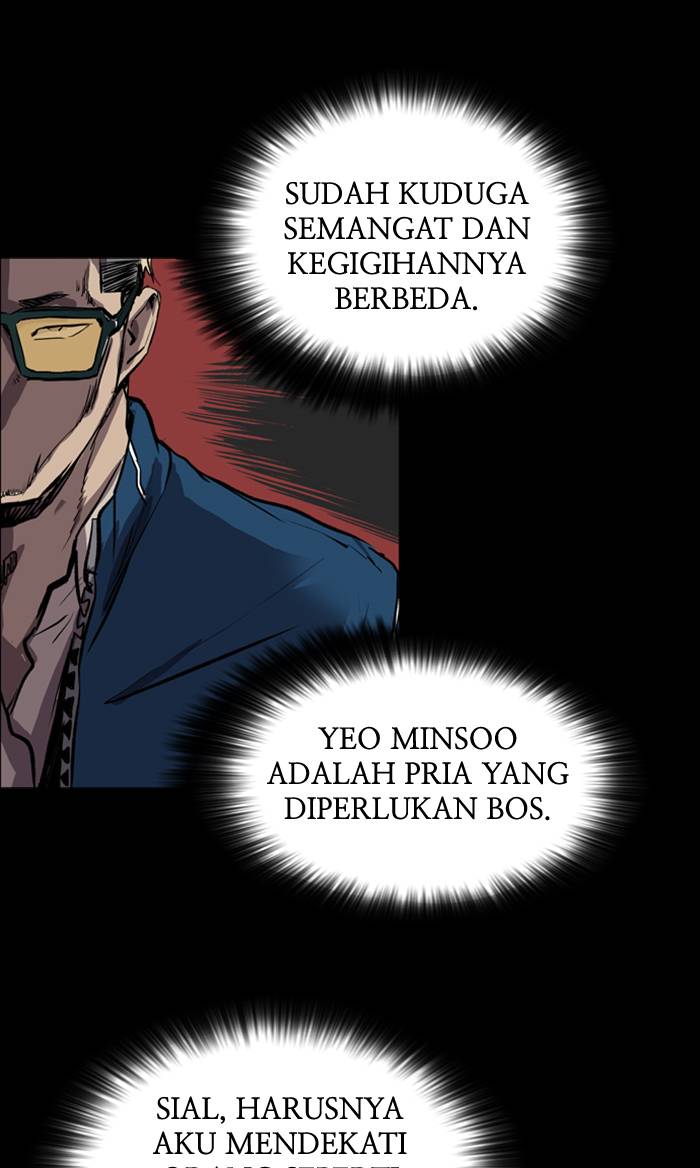 SUDAH KUDUGA
SEMANGAT DAN
KEGIGIHANNYA
BERBEDA.
YEO MINSOO
ADALAH PRIA YANG
DIPERLUKAN BOS.
SIAL, HARUSNYA
AKU MENDEKATI